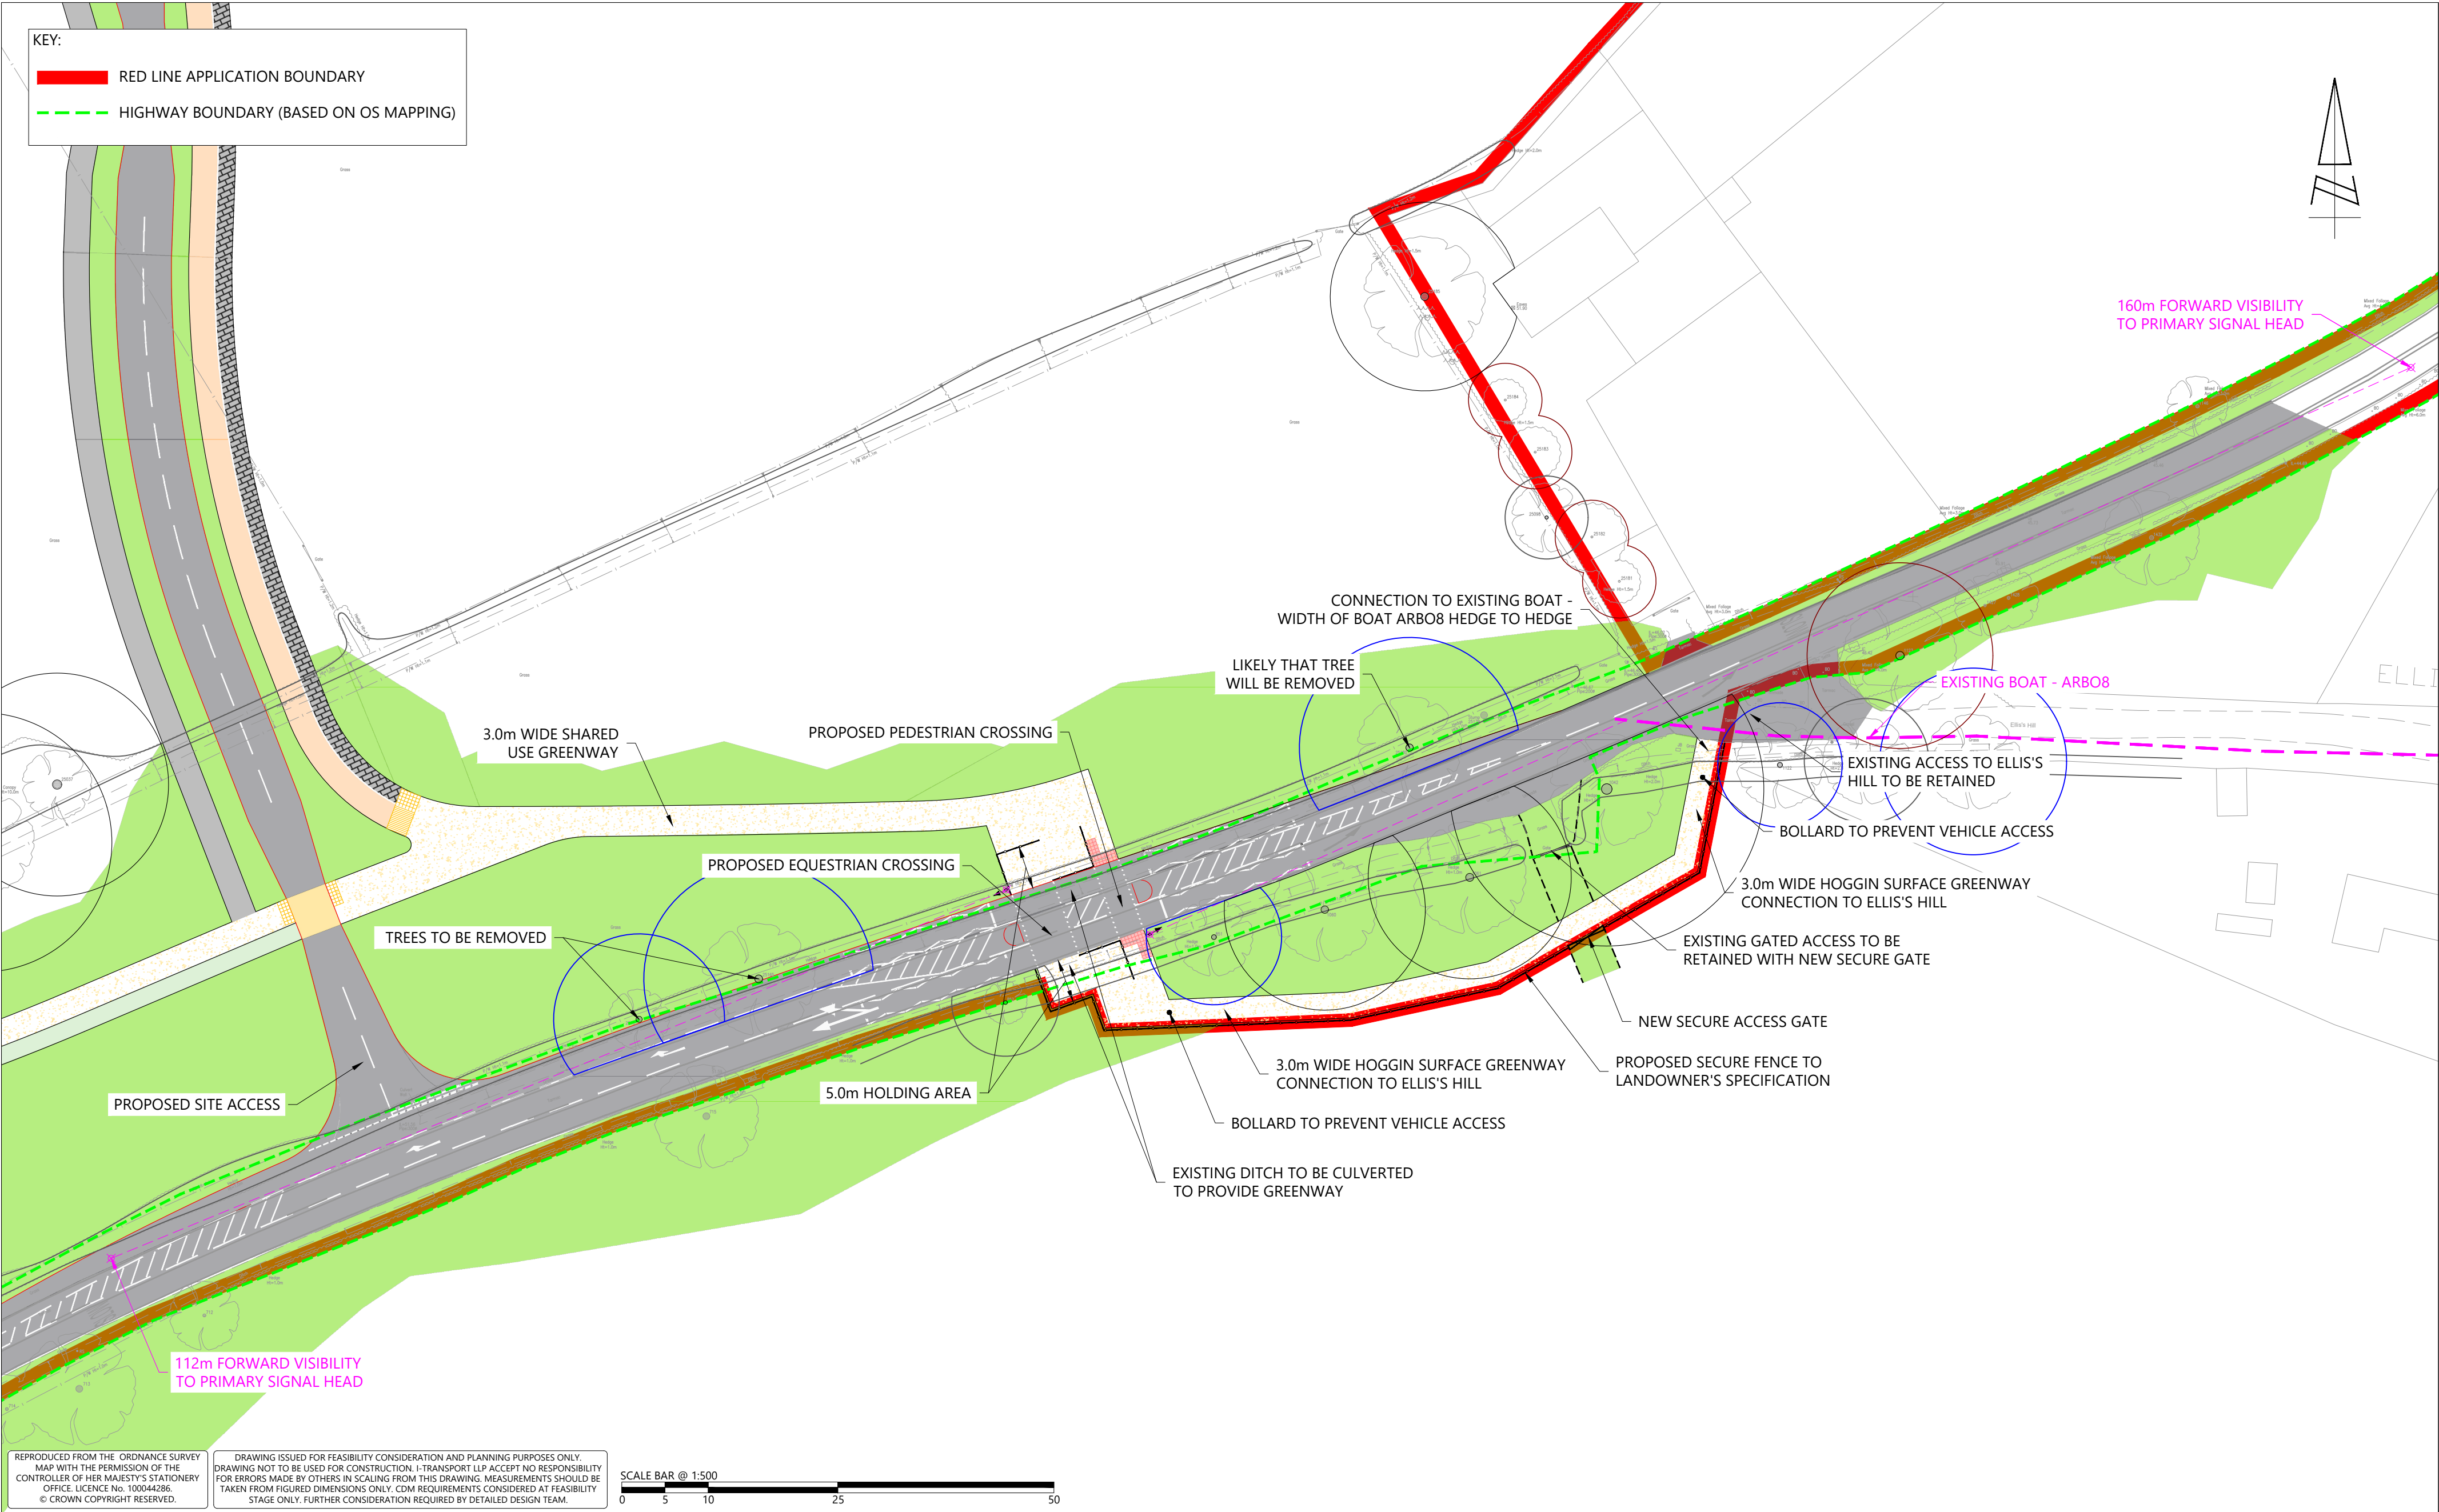 KEY:
RED LINE APPLICATION BOUNDARY
HIGHWAY BOUNDARY (BASED ON OS MAPPING)
N
160m FORWARD VISIBILITY
TO PRIMARY SIGNAL HEAD
CONNECTION TO EXISTING BOAT -
WIDTH OF BOAT ARBO8 HEDGE TO HEDGE
LIKELY THAT TREE
WILL BE REMOVED
EXISTING BOAT - ARBO8
ELLI
Ellis's Hill
3.0m WIDE SHARED
USE GREENWAY
PROPOSED PEDESTRIAN CROSSING
EXISTING ACCESS TO ELLIS'S
HILL TO BE RETAINED
BOLLARD TO PREVENT VEHICLE ACCESS
PROPOSED EQUESTRIAN CROSSING
3.0m WIDE HOGGIN SURFACE GREENWAY
CONNECTION TO ELLIS'S HILL
TREES TO BE REMOVED
EXISTING GATED ACCESS TO BE
RETAINED WITH NEW SECURE GATE
NEW SECURE ACCESS GATE
3.0m WIDE HOGGIN SURFACE GREENWAY
CONNECTION TO ELLIS'S HILL
PROPOSED SECURE FENCE TO
LANDOWNER'S SPECIFICATION
5.0m HOLDING AREA
PROPOSED SITE ACCESS
BOLLARD TO PREVENT VEHICLE ACCESS
EXISTING DITCH TO BE CULVERTED
TO PROVIDE GREENWAY
112m FORWARD VISIBILITY
TO PRIMARY SIGNAL HEAD
REPRODUCED FROM THE ORDNANCE SURVEY
MAP WITH THE PERMISSION OF THE
CONTROLLER OF HER MAJESTY'S STATIONERY
OFFICE. LICENCE No. 100044286.
© CROWN COPYRIGHT RESERVED.
DRAWING ISSUED FOR FEASIBILITY CONSIDERATION AND PLANNING PURPOSES ONLY.
DRAWING NOT TO BE USED FOR CONSTRUCTION. I-TRANSPORT LLP ACCEPT NO RESPONSIBILITY
FOR ERRORS MADE BY OTHERS IN SCALING FROM THIS DRAWING. MEASUREMENTS SHOULD BE
TAKEN FROM FIGURED DIMENSIONS ONLY. CDM REQUIREMENTS CONSIDERED AT FEASIBILITY
STAGE ONLY. FURTHER CONSIDERATION REQUIRED BY DETAILED DESIGN TEAM.
SCALE BAR @ 1:500
0 5 10 25 50